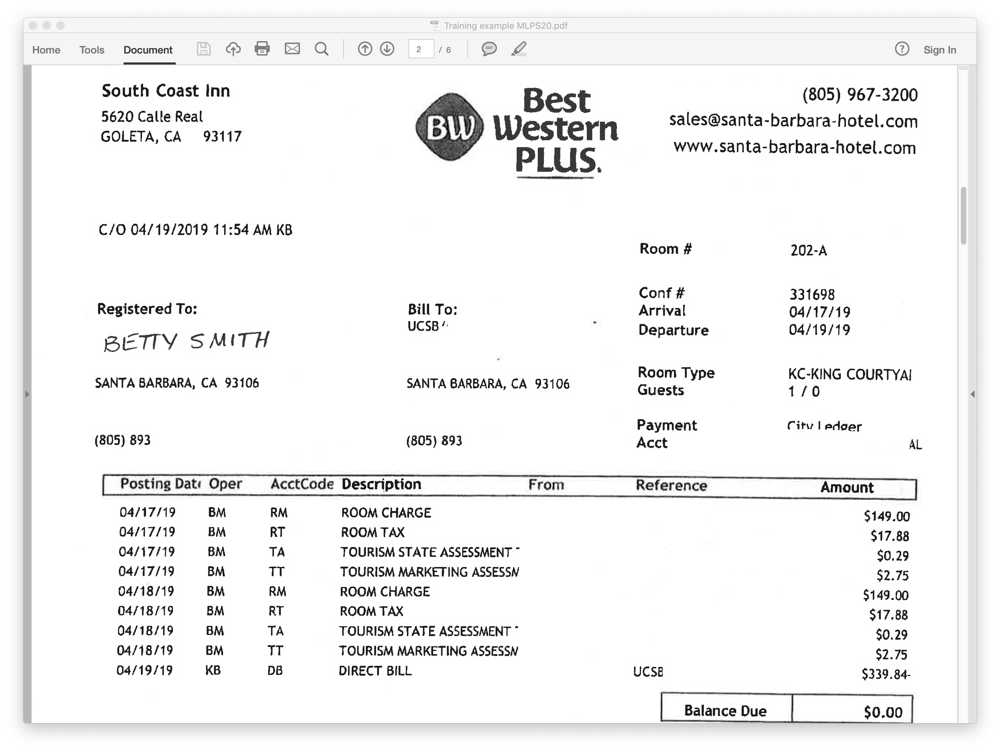 Training example MLPS20.pdf
Home Tools Document 2 / 6 Sign In
South Coast Inn
5620 Calle Real
GOLETA, CA 93117
BW
Best
Western
PLUS.
(805) 967-3200
sales@santa-barbara-hotel.com
www.santa-barbara-hotel.com
C/O 04/19/2019 11:54 AM KB
Room # 202-A
Conf # 331698
Arrival 04/17/19
Departure 04/19/19
Registered To:
BETTY SMITH
SANTA BARBARA, CA 93106
(805) 893
Bill To:
UCSB
SANTA BARBARA, CA 93106
(805) 893
Room Type KC-KING COURTYAI
Guests 1 / 0
Payment City Ledger
Acct AL
Posting Date Oper AcctCode Description From Reference Amount
04/17/19 BM RM ROOM CHARGE $149.00
04/17/19 BM RT ROOM TAX $17.88
04/17/19 BM TA TOURISM STATE ASSESSMENT $0.29
04/17/19 BM TT TOURISM MARKETING ASSESSM $2.75
04/18/19 BM RM ROOM CHARGE $149.00
04/18/19 BM RT ROOM TAX $17.88
04/18/19 BM TA TOURISM STATE ASSESSMENT $0.29
04/18/19 BM TT TOURISM MARKETING ASSESSM $2.75
04/19/19 KB DB DIRECT BILL UCSB $339.84-
Balance Due $0.00